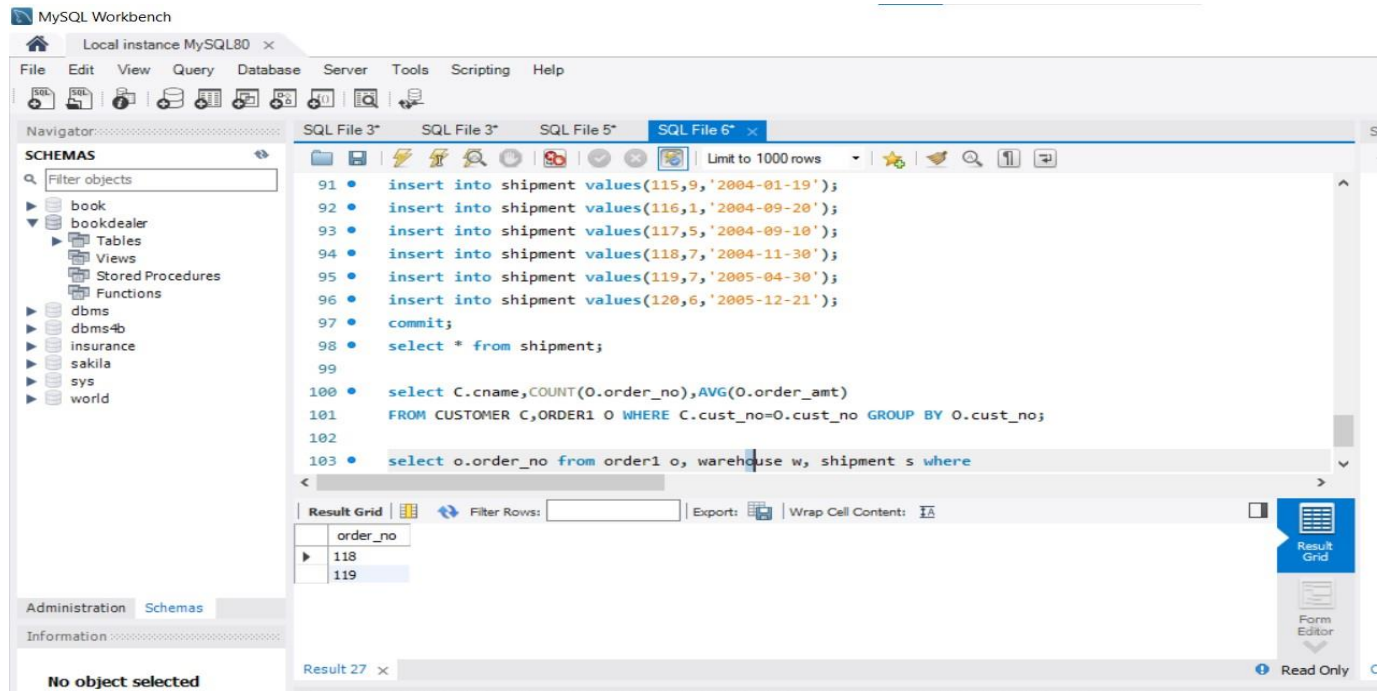 MySQL Workbench
Local instance MySQL80
File Edit View Query Database Server Tools Scripting Help
Navigator
SCHEMAS
Filter objects
book
bookdealer
Tables
Views
Stored Procedures
Functions
dbms
dbms4b
insurance
sakila
sys
world
Administration Schemas
Information
No object selected
SQL File 3* SQL File 3* SQL File 5* SQL File 6*
Limit to 1000 rows
91 insert into shipment values(115,9,'2004-01-19');
92 insert into shipment values(116,1,'2004-09-20');
93 insert into shipment values(117,5,'2004-09-10');
94 insert into shipment values(118,7,'2004-11-30');
95 insert into shipment values(119,7,'2005-04-30');
96 insert into shipment values(120,6,'2005-12-21');
97 commit;
98 select * from shipment;
99
100 select C.cname,COUNT(O.order_no),AVG(O.order_amt)
101 FROM CUSTOMER C,ORDER1 O WHERE C.cust_no=O.cust_no GROUP BY O.cust_no;
102
103 select o.order_no from order1 o, warehouse w, shipment s where
Result Grid Filter Rows: Export: Wrap Cell Content:
order_no
118
119
Result Grid
Form Editor
Result 27
Read Only